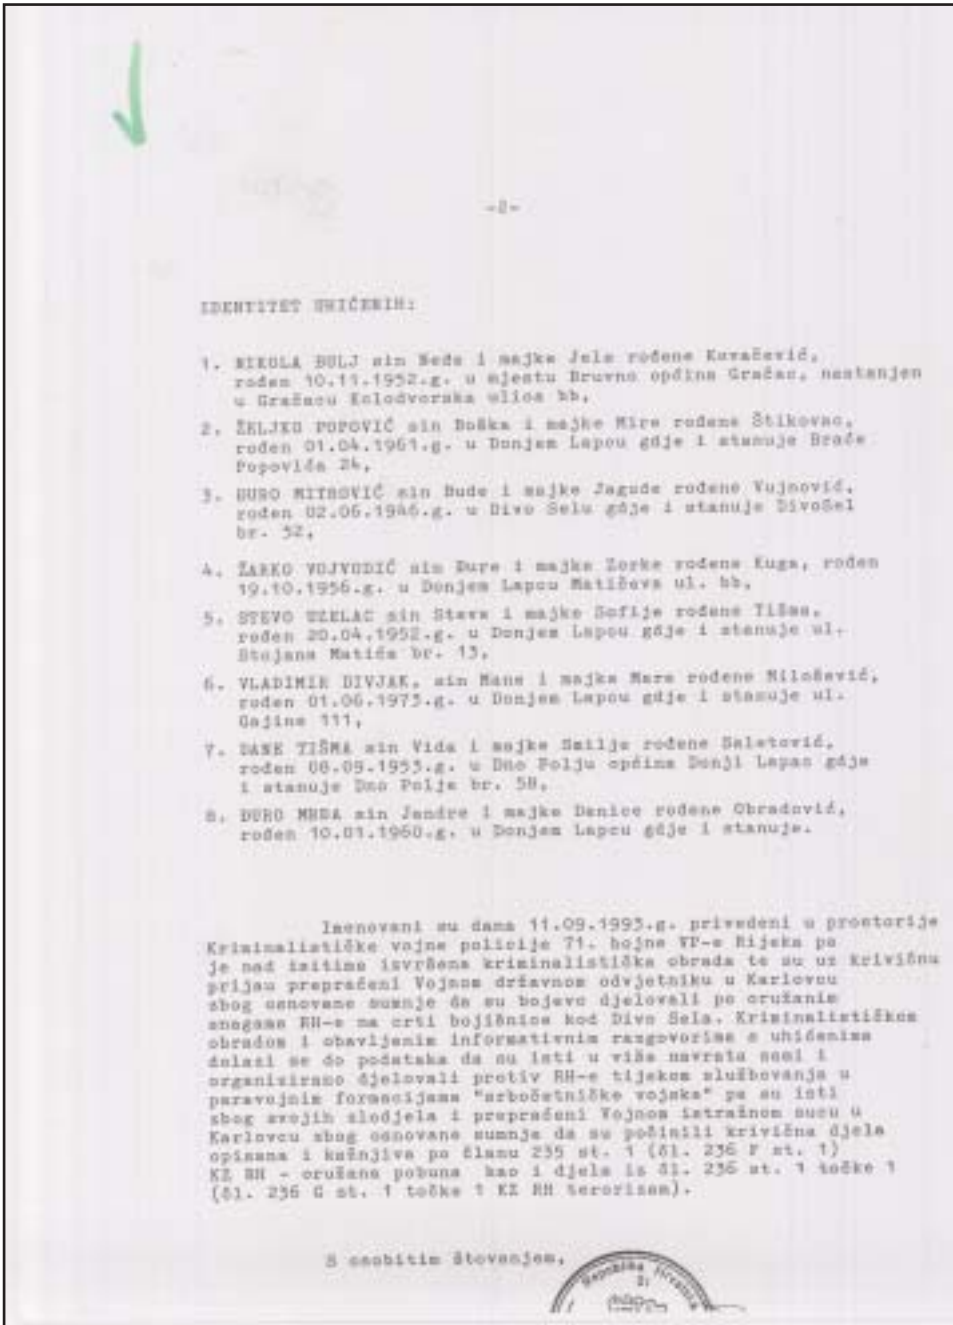 -2-
IDENTITET UHIĆENIH:
1. NIKOLA BULJ sin Neđe i majke Jele rođene Kovačević,
rođen 10.11.1952.g. u mjestu Bruvno općina Gračac, nastanjen
u Gračacu Kolodvorska ulica bb,
2. ŽELJKO POPOVIĆ sin Boška i majke Mire rođene Štikovac,
rođen 01.04.1961.g. u Donjem Lapcu gdje i stanuje Braće
Popovića 24,
3. ĐURO MITROVIĆ sin Bude i majke Jagode rođene Vujnović,
rođen 02.06.1946.g. u Divo Selu gdje i stanuje DivoSel
br. 52,
4. ŽARKO VOJVODIĆ sin Đure i majke Zorke rođene Kuga, rođen
19.10.1956.g. u Donjem Lapcu Matićeva ul. bb,
5. STEVO UZELAC sin Steve i majke Sofije rođene Tišma,
rođen 20.04.1952.g. u Donjem Lapcu gdje i stanuje ul.
Stojana Matića br. 13,
6. VLADIMIR DIVJAK, sin Mane i majke Mare rođene Milošević,
rođen 01.06.1973.g. u Donjem Lapcu gdje i stanuje ul.
Gajina 111,
7. DANE TIŠMA sin Vida i majke Smilje rođene
rođen 08.09.1953.g. u Dno Polju općina Donji Lapac gdje
i stanuje Dno Polje br. 58,
8. ĐURO MRĐA sin Jandre i majke Danice rođene Obradović,
rođen 10.01.1960.g. u Donjem Lapcu gdje i stanuje.
Imenovani su dana 11.09.1993.g. privedeni u prostorije
Kriminalističke vojne policije 71. bojne VP-e Rijeka pa
je nad istima izvršena kriminalistička obrada te su uz krivičnu
prijavu preprаćeni Vojnom državnom odvjetniku u Karlovcu
zbog osnovane sumnje da su bojevo djelovali po oružanim
snagama RH-e na crti bojišnice kod Divo Sela. Kriminalističkom
obradom i obavljenim informativnim razgovorima s uhićenima
dolazi se do podataka da su isti u više navrata sami i
organizirano djelovali protiv RH-e tijekom službovanja u
paravojnim formacijama "srbočetničke vojske" pa su isti
zbog svojih zlodjela i prepraćeni Vojnom istražnom sucu u
Karlovcu zbog osnovane sumnje da su počinili krivična djela
opisana i kažnjiva po članu 235 st. 1 (čl. 236 F st. 1)
KZ RH - oružana pobuna kao i djela iz čl. 236 st. 1 točke 1
(čl. 236 G st. 1 točke 1 KZ RH terorizam).
S osobitim štovanjem,
Republika Hrvatska